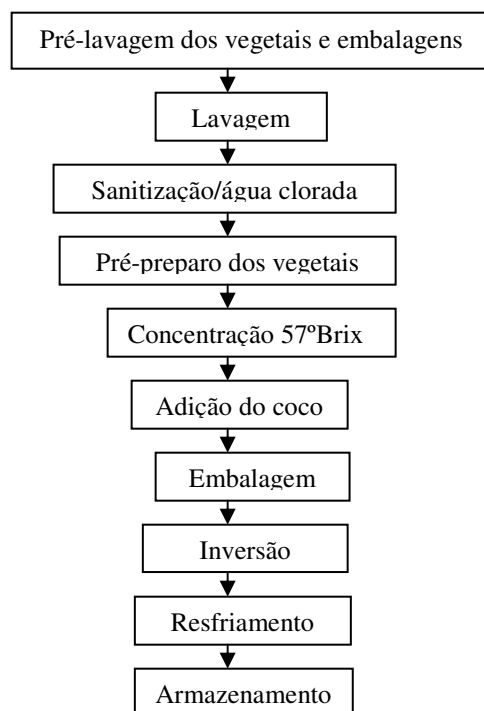 Pré-lavagem dos vegetais e embalagens
Lavagem
Sanitização/água clorada
Pré-preparo dos vegetais
Concentração 57ºBrix
Adição do coco
Embalagem
Inversão
Resfriamento
Armazenamento